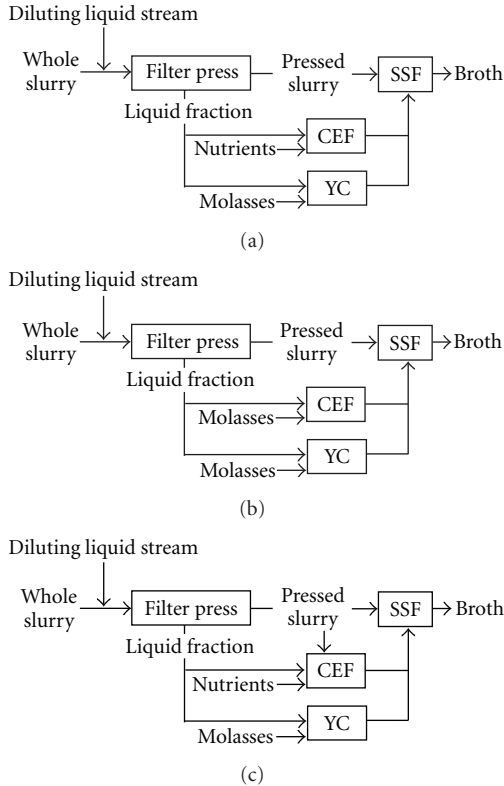 Diluting liquid stream
Whole
slurry
Filter press
Pressed
slurry
SSF
Broth
Liquid fraction
CEF
Nutrients
YC
Molasses
(a)
Diluting liquid stream
Whole
slurry
Filter press
Pressed
slurry
SSF
Broth
Liquid fraction
CEF
Molasses
YC
Molasses
(b)
Diluting liquid stream
Whole
slurry
Filter press
Pressed
slurry
SSF
Broth
Liquid fraction
CEF
Nutrients
YC
Molasses
(c)